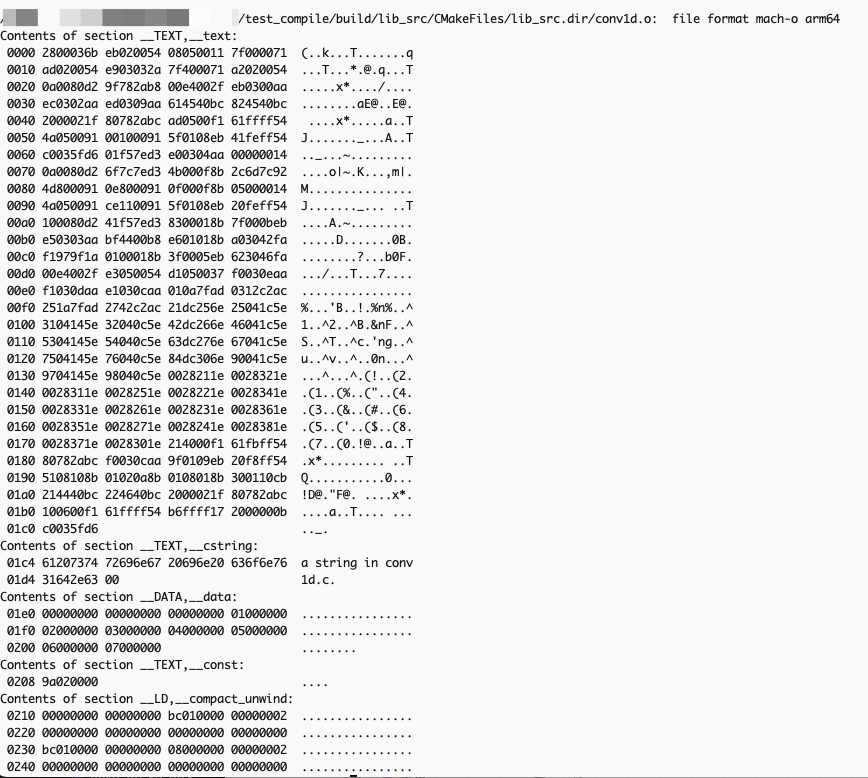 /test_compile/build/lib_src/CMakeFiles/lib_src.dir/conv1d.o:  file format mach-o arm64
Contents of section __TEXT,__text:
 0000 2800036b eb020054 08050011 7f000071  (..k...T.......q
 0010 ad020054 e903032a 7f400071 a2020054  ...T...*.@.q...T
 0020 0a0080d2 9f782ab8 00e4002f eb0300aa  .....x*..../....
 0030 ec0302aa ed0309aa 614540bc 824540bc  ........aE@..E@.
 0040 2000021f 80782abc ad0500f1 61ffff54   ....x*.....a..T
 0050 4a050091 00100091 5f0108eb 41feff54  J......._...A..T
 0060 c0035fd6 01f57ed3 e00304aa 00000014  .._...~.........
 0070 0a0080d2 6f7c7ed3 4b000f8b 2c6d7c92  ....o|~.K...,m|.
 0080 4d800091 0e800091 0f000f8b 05000014  M...............
 0090 4a050091 ce110091 5f0108eb 20feff54  J......._... ..T
 00a0 100080d2 41f57ed3 8300018b 7f000beb  ....A.~.........
 00b0 e50303aa bf4400b8 e601018b a03042fa  .....D.......0B.
 00c0 f1979f1a 0100018b 3f0005eb 623046fa  ........?...b0F.
 00d0 00e4002f e3050054 d1050037 f0030eaa  .../...T...7....
 00e0 f1030daa e1030caa 010a7fad 0312c2ac  ................
 00f0 251a7fad 2742c2ac 21dc256e 25041c5e  %...'B..!.%n%..^
 0100 3104145e 32040c5e 42dc266e 46041c5e  1..^2..^B.&nF..^
 0110 5304145e 54040c5e 63dc276e 67041c5e  S..^T..^c.'ng..^
 0120 7504145e 76040c5e 84dc306e 90041c5e  u..^v..^..0n...^
 0130 9704145e 98040c5e 0028211e 0028321e  ...^...^.(!..(2.
 0140 0028311e 0028251e 0028221e 0028341e  .(1..(%..("..(4.
 0150 0028331e 0028261e 0028231e 0028361e  .(3..(&..(#..(6.
 0160 0028351e 0028271e 0028241e 0028381e  .(5..('..($..(8.
 0170 0028371e 0028301e 214000f1 61fbff54  .(7..(0.!@..a..T
 0180 80782abc f0030caa 9f0109eb 20f8ff54  .x*......... ..T
 0190 5108108b 01020a8b 0108018b 300110cb  Q...........0...
 01a0 214440bc 224640bc 2000021f 80782abc  !D@."F@. ....x*.
 01b0 100600f1 61ffff54 b6ffff17 2000000b  ....a..T.... ...
 01c0 c0035fd6                             .._.
Contents of section __TEXT,__cstring:
 01c4 61207374 72696e67 20696e20 636f6e76  a string in conv
 01d4 31642e63 00                          1d.c.
Contents of section __DATA,__data:
 01e0 00000000 00000000 00000000 01000000  ................
 01f0 02000000 03000000 04000000 05000000  ................
 0200 06000000 07000000                    ........
Contents of section __TEXT,__const:
 0208 9a020000                             ....
Contents of section __LD,__compact_unwind:
 0210 00000000 00000000 bc010000 00000002  ................
 0220 00000000 00000000 00000000 00000000  ................
 0230 bc010000 00000000 08000000 00000002  ................
 0240 00000000 00000000 00000000 00000000  ................